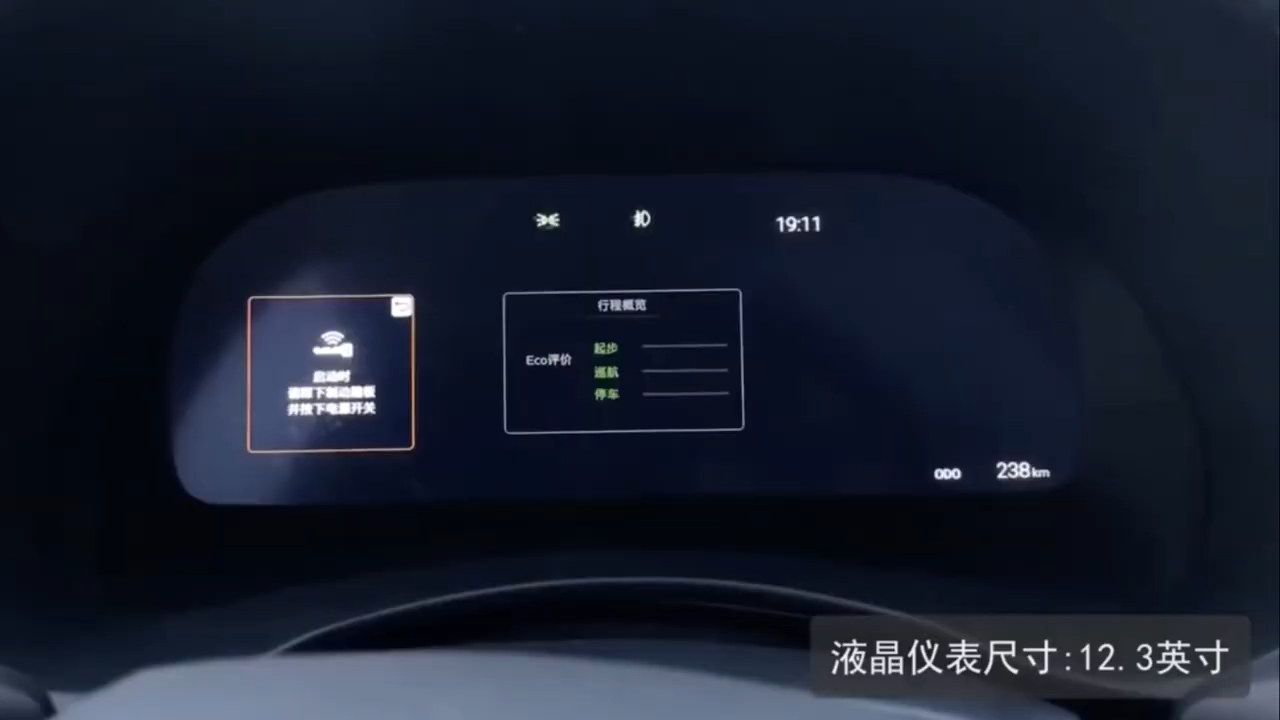 19:11
行程概览
Eco评价
起步
巡航
停车
启动时
请踩下制动踏板
并按下电源开关
ODO 238km
液晶仪表尺寸:12.3英寸